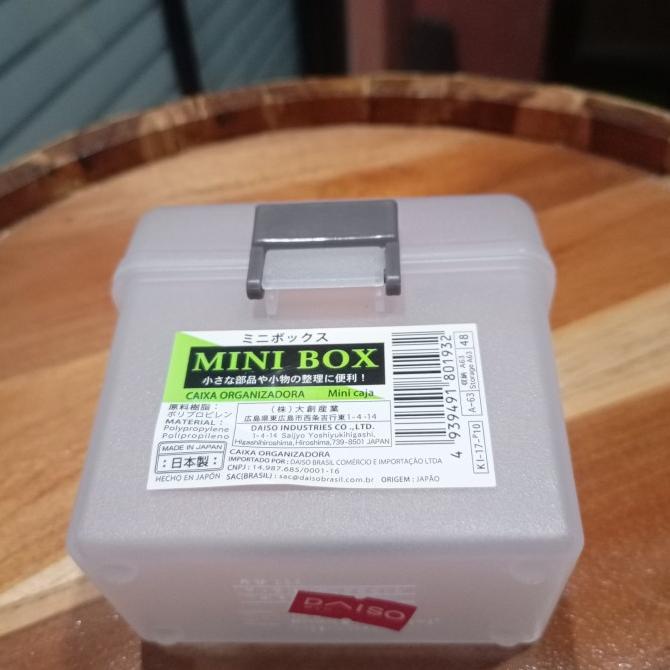 ミニボックス
MINI BOX
小さな部品や小物の整理に便利！
CAIXA ORGANIZADORA Mini caja
原料樹脂：
ポリプロピレン
MATERIAL：
Polypropylene
Polipropileno
MADE IN JAPAN
：日本製：
HECHO EN JAPÓN
（株）大創産業
広島県東広島市西条吉行東1-4-14
DAISO INDUSTRIES CO.,LTD.
1-4-14 Saijyo Yoshiyukihigashi,
Higashihiroshima,Hiroshima,739-8501 JAPAN
CAIXA ORGANIZADORA
IMPORTADO POR : DAISO BRASIL COMÉRCIO E IMPORTAÇÃO LTDA
CNPJ : 14.987.685/0001-16
SAC(BRASIL) : sac@daisobrasil.com.br ORIGEM : JAPÃO
4 939491 801932
収納 A63 48
A-63 Storage A63
KI-17-P10
DAISO